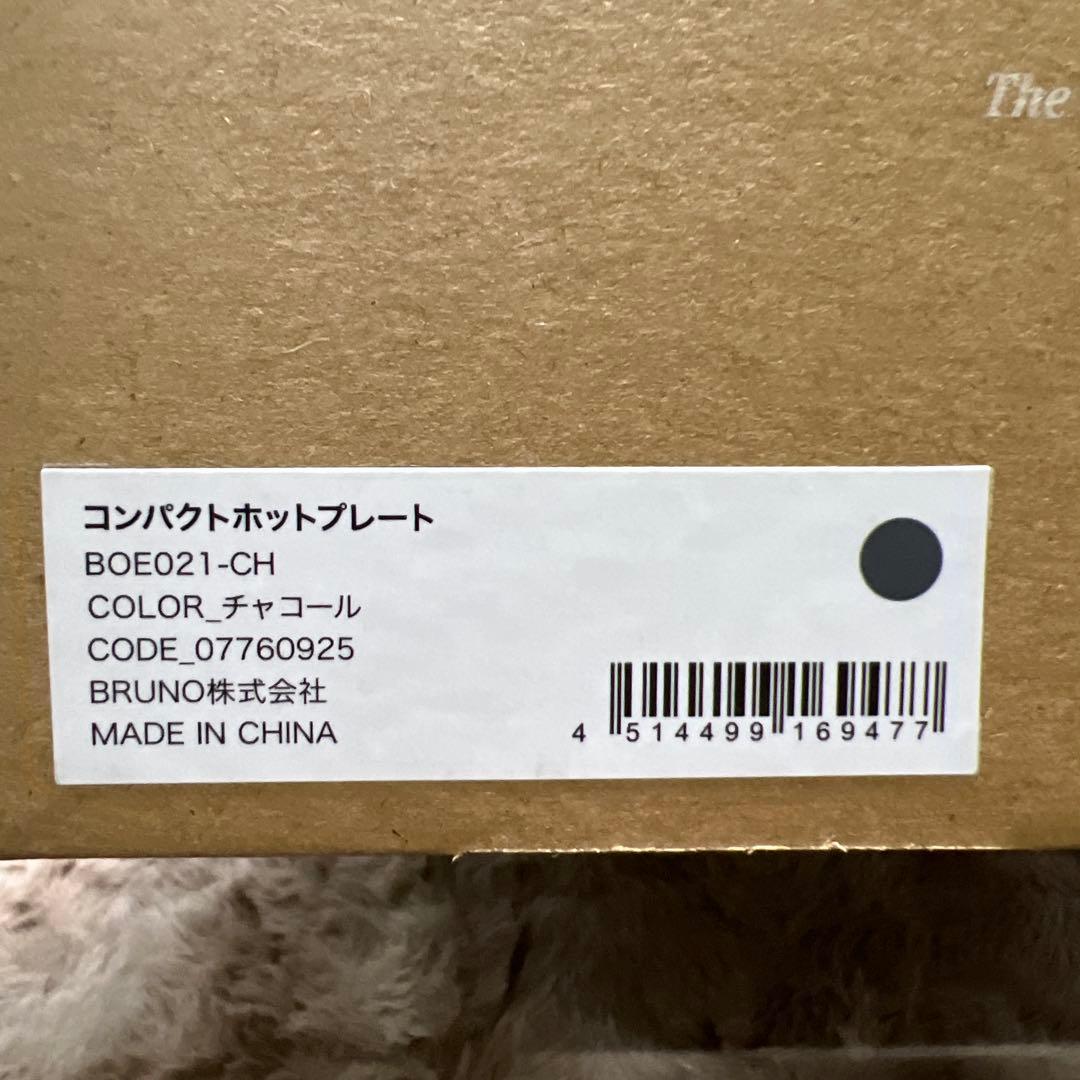 The
コンパクトホットプレート
BOE021-CH
COLOR_チャコール
CODE_07760925
BRUNO株式会社
MADE IN CHINA
4 514499 169477